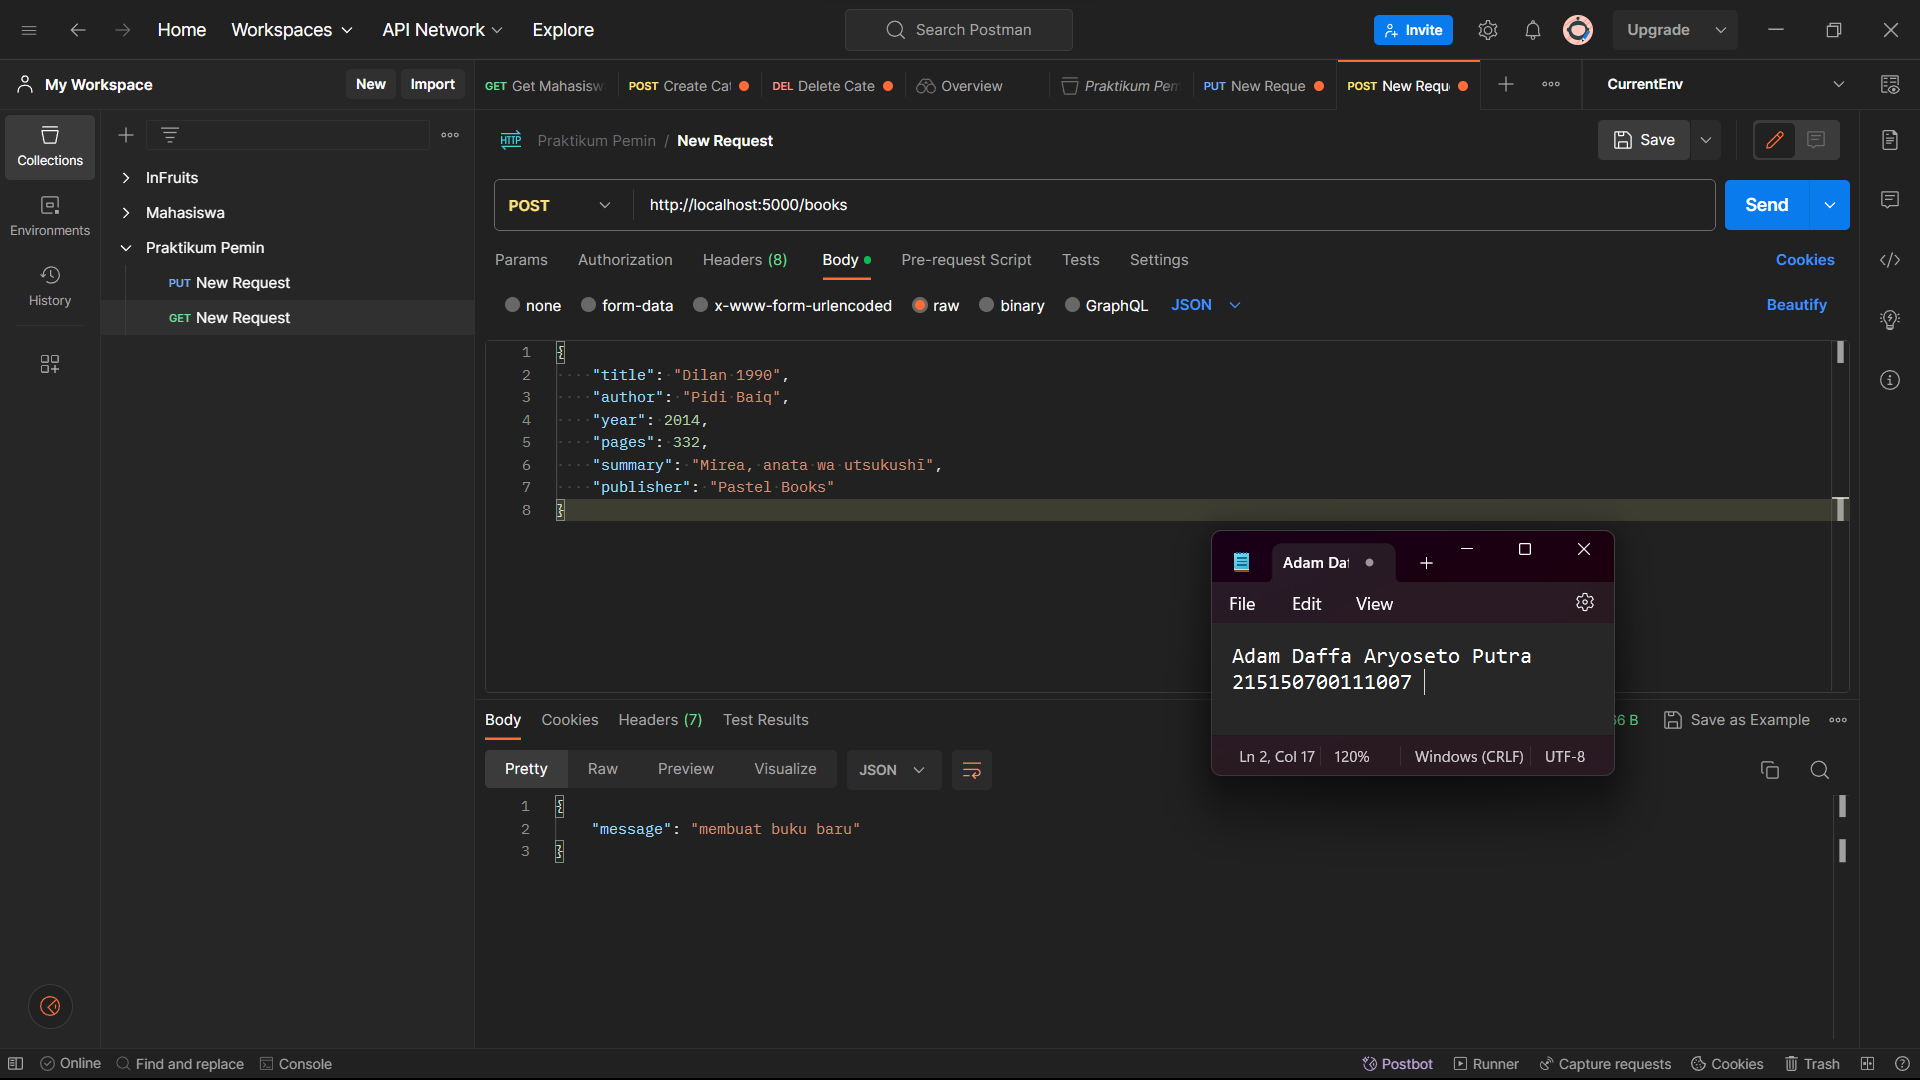 Home Workspaces API Network Explore Search Postman Invite Upgrade
My Workspace New Import GET Get Mahasisw POST Create Cat DEL Delete Cate Overview Praktikum Pem PUT New Reque POST New Requ CurrentEnv
Collections
Environments
History
InFruits
Mahasiswa
Praktikum Pemin
PUT New Request
GET New Request
HTTP Praktikum Pemin / New Request Save
POST http://localhost:5000/books Send
Params Authorization Headers (8) Body Pre-request Script Tests Settings Cookies
none form-data x-www-form-urlencoded raw binary GraphQL JSON Beautify
1 {
2 "title": "Dilan 1990",
3 "author": "Pidi Baiq",
4 "year": 2014,
5 "pages": 332,
6 "summary": "Mirea, anata wa utsukushī",
7 "publisher": "Pastel Books"
8 }
Adam Da
File Edit View
Adam Daffa Aryoseto Putra
215150700111007
Ln 2, Col 17 120% Windows (CRLF) UTF-8
Body Cookies Headers (7) Test Results 6 B Save as Example
Pretty Raw Preview Visualize JSON
1 {
2 "message": "membuat buku baru"
3 }
Online Find and replace Console Postbot Runner Capture requests Cookies Trash